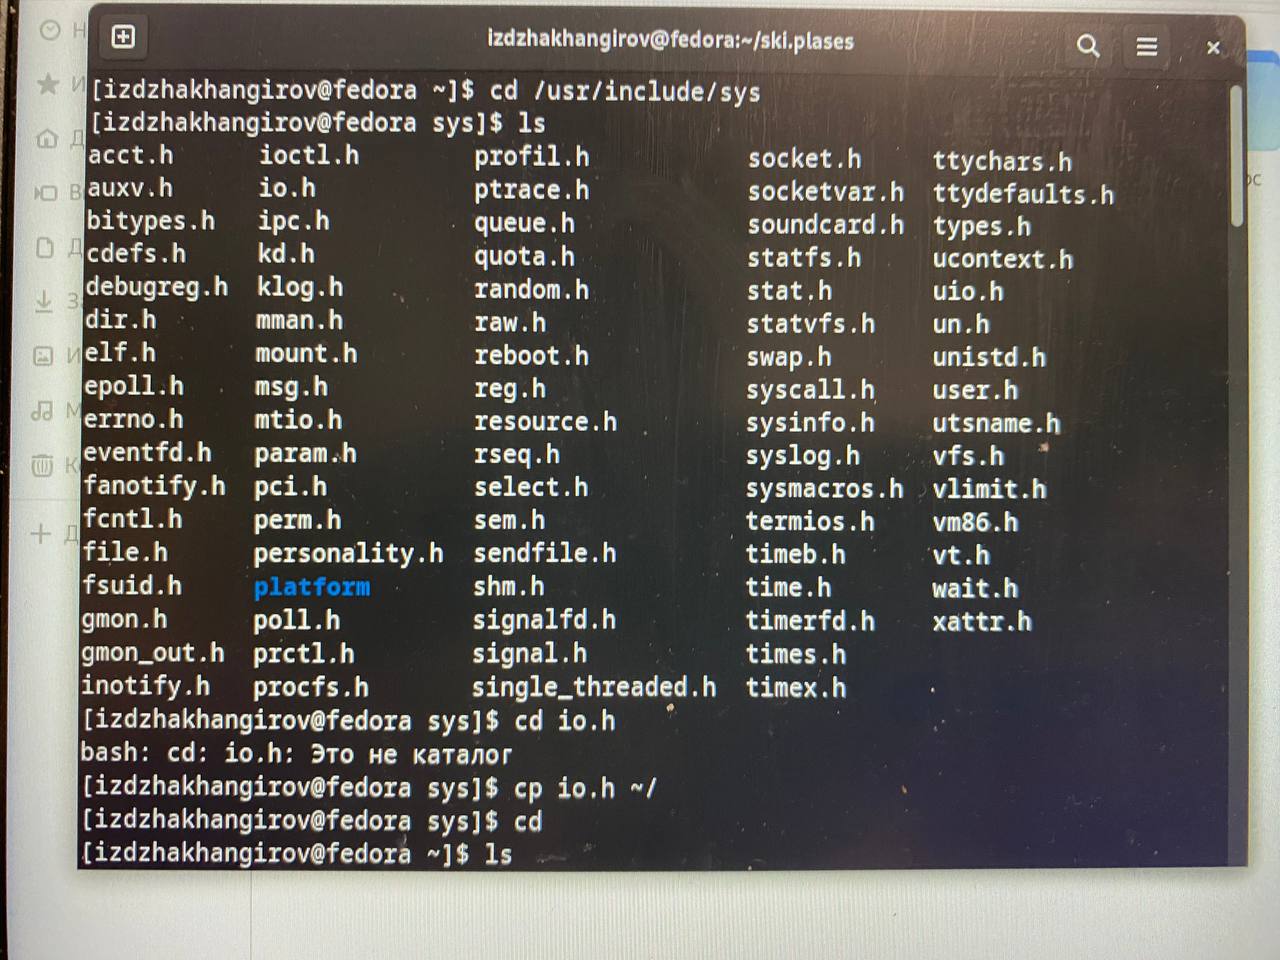 izdzhakhangirov@fedora:~/ski.plases
[izdzhakhangirov@fedora ~]$ cd /usr/include/sys
[izdzhakhangirov@fedora sys]$ ls
acct.h ioctl.h profil.h socket.h ttychars.h
auxv.h io.h ptrace.h socketvar.h ttydefaults.h
bitypes.h ipc.h queue.h soundcard.h types.h
cdefs.h kd.h quota.h statfs.h ucontext.h
debugreg.h klog.h random.h stat.h uio.h
dir.h mman.h raw.h statvfs.h un.h
elf.h mount.h reboot.h swap.h unistd.h
epoll.h msg.h reg.h syscall.h user.h
errno.h mtio.h resource.h sysinfo.h utsname.h
eventfd.h param.h rseq.h syslog.h vfs.h
fanotify.h pci.h select.h sysmacros.h vlimit.h
fcntl.h perm.h sem.h termios.h vm86.h
file.h personality.h sendfile.h timeb.h vt.h
fsuid.h platform shm.h time.h wait.h
gmon.h poll.h signalfd.h timerfd.h xattr.h
gmon_out.h prctl.h signal.h times.h
inotify.h procfs.h single_threaded.h timex.h
[izdzhakhangirov@fedora sys]$ cd io.h
bash: cd: io.h: Это не каталог
[izdzhakhangirov@fedora sys]$ cp io.h ~/
[izdzhakhangirov@fedora sys]$ cd
[izdzhakhangirov@fedora ~]$ ls